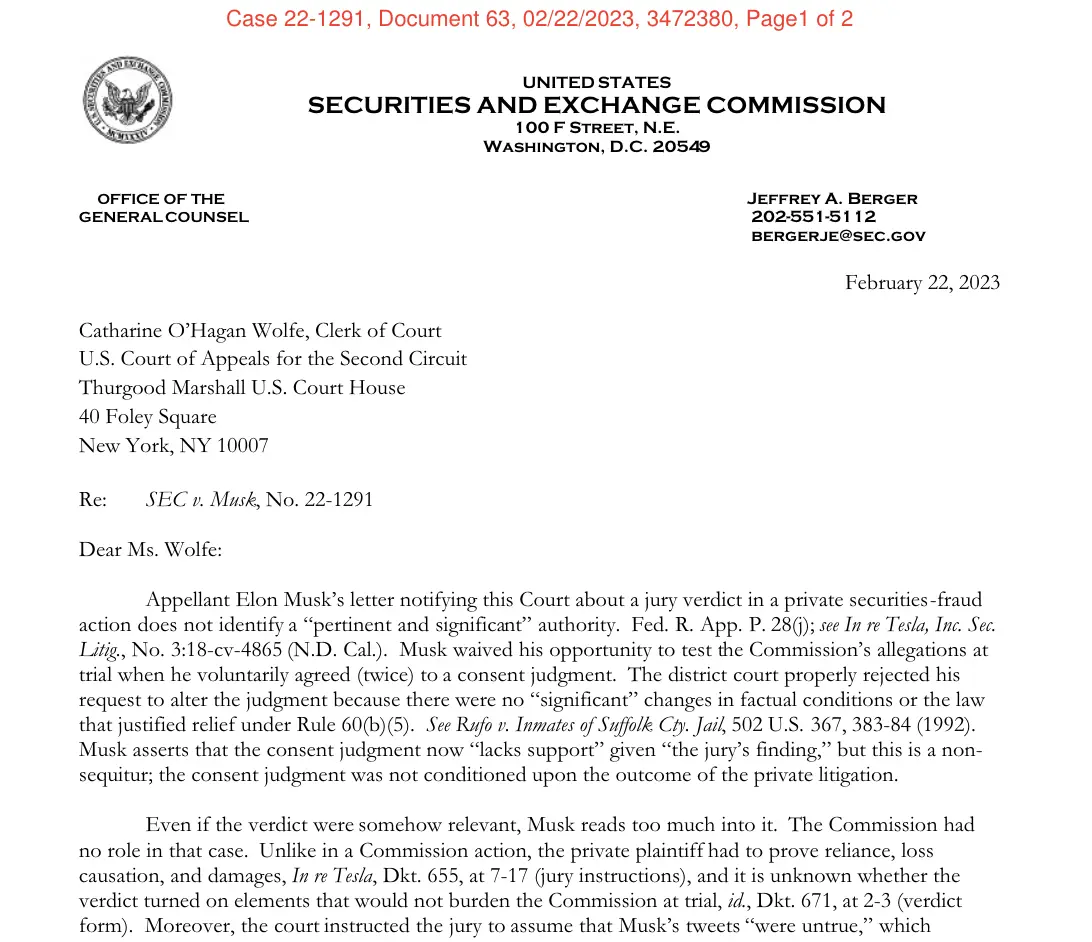 Case 22-1291, Document 63, 02/22/2023, 3472380, Page1 of 2
UNITED STATES
SECURITIES AND EXCHANGE COMMISSION
100 F Street, N.E.
Washington, D.C. 20549
OFFICE OF THE
GENERAL COUNSEL
Jeffrey A. Berger
202-551-5112
bergerje@sec.gov
February 22, 2023
Catharine O’Hagan Wolfe, Clerk of Court
U.S. Court of Appeals for the Second Circuit
Thurgood Marshall U.S. Court House
40 Foley Square
New York, NY 10007
Re: SEC v. Musk, No. 22-1291
Dear Ms. Wolfe:
Appellant Elon Musk’s letter notifying this Court about a jury verdict in a private securities-fraud
action does not identify a “pertinent and significant” authority. Fed. R. App. P. 28(j); see In re Tesla, Inc. Sec.
Litig., No. 3:18-cv-4865 (N.D. Cal.). Musk waived his opportunity to test the Commission’s allegations at
trial when he voluntarily agreed (twice) to a consent judgment. The district court properly rejected his
request to alter the judgment because there were no “significant” changes in factual conditions or the law
that justified relief under Rule 60(b)(5). See Rufo v. Inmates of Suffolk Cty. Jail, 502 U.S. 367, 383-84 (1992).
Musk asserts that the consent judgment now “lacks support” given “the jury’s finding,” but this is a non-
sequitur; the consent judgment was not conditioned upon the outcome of the private litigation.
Even if the verdict were somehow relevant, Musk reads too much into it. The Commission had
no role in that case. Unlike in a Commission action, the private plaintiff had to prove reliance, loss
causation, and damages, In re Tesla, Dkt. 655, at 7-17 (jury instructions), and it is unknown whether the
verdict turned on elements that would not burden the Commission at trial, id., Dkt. 671, at 2-3 (verdict
form). Moreover, the court instructed the jury to assume that Musk’s tweets “were untrue,” which